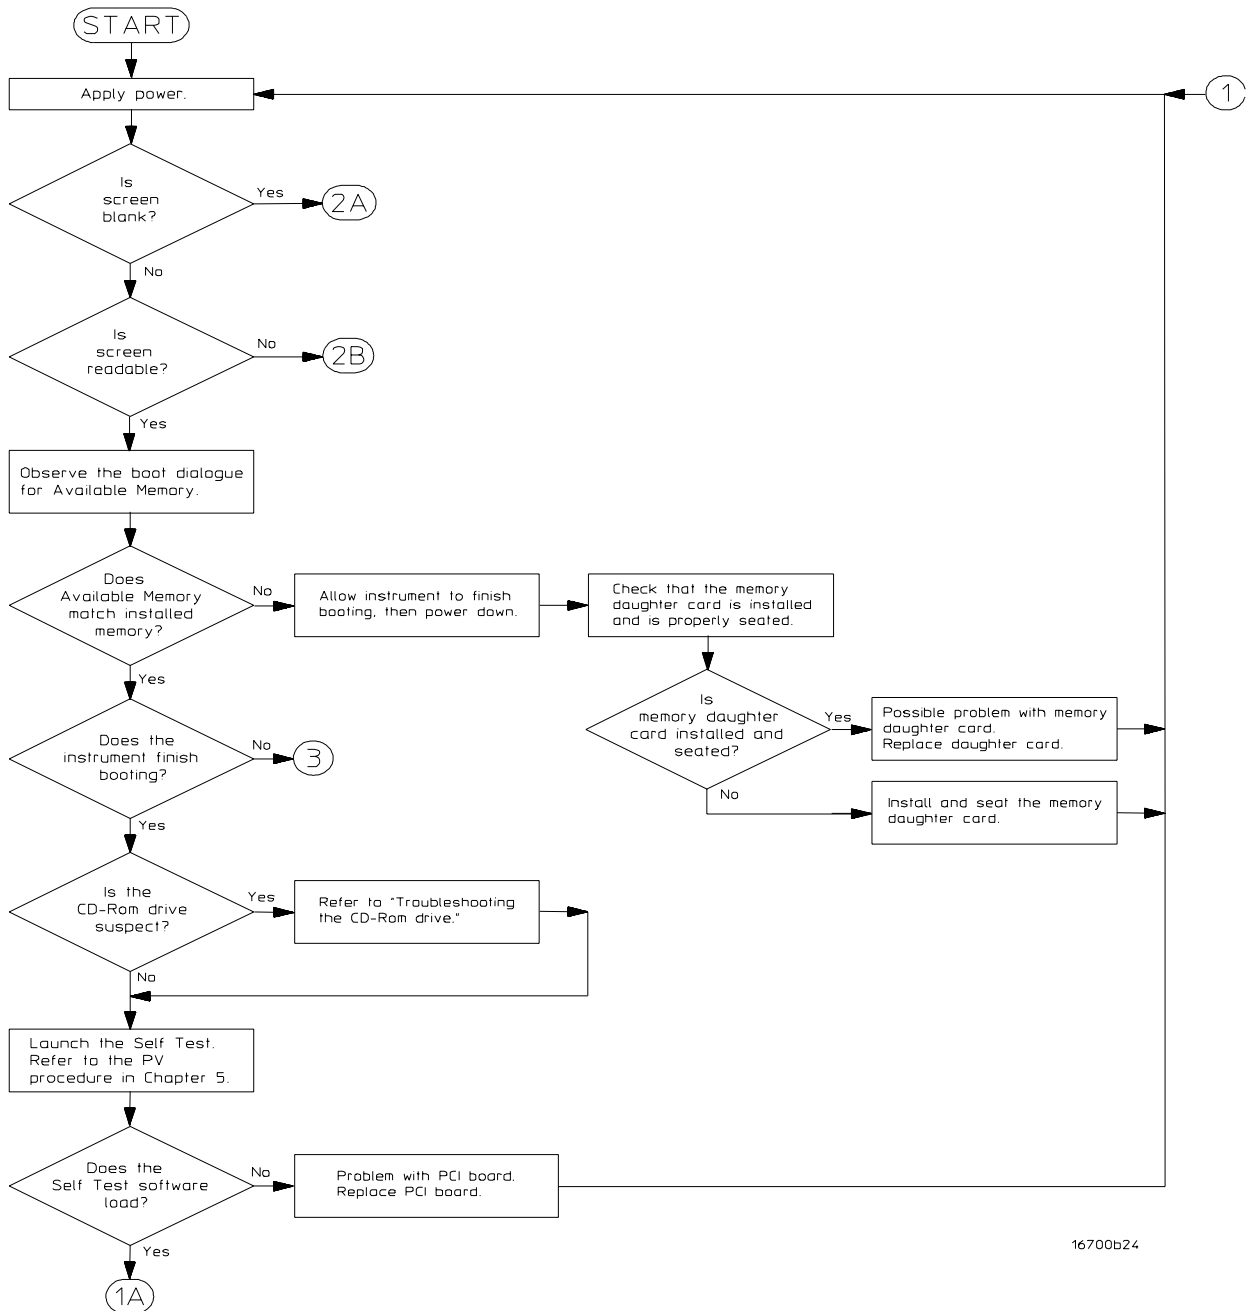 START
Apply power.
1
Is
screen
blank?
Yes
2A
No
Is
screen
readable?
No
2B
Yes
Observe the boot dialogue
for Available Memory.
Does
Available Memory
match installed
memory?
No
Allow instrument to finish
booting, then power down.
Check that the memory
daughter card is installed
and is properly seated.
Yes
Is
memory daughter
card installed and
seated?
Yes
Possible problem with memory
daughter card.
Replace daughter card.
No
Install and seat the memory
daughter card.
Does the
instrument finish
booting?
No
3
Yes
Is the
CD-Rom drive
suspect?
Yes
Refer to "Troubleshooting
the CD-Rom drive."
No
Launch the Self Test.
Refer to the PV
procedure in Chapter 5.
Does the
Self Test software
load?
No
Problem with PCI board.
Replace PCI board.
Yes
1A
16700b24